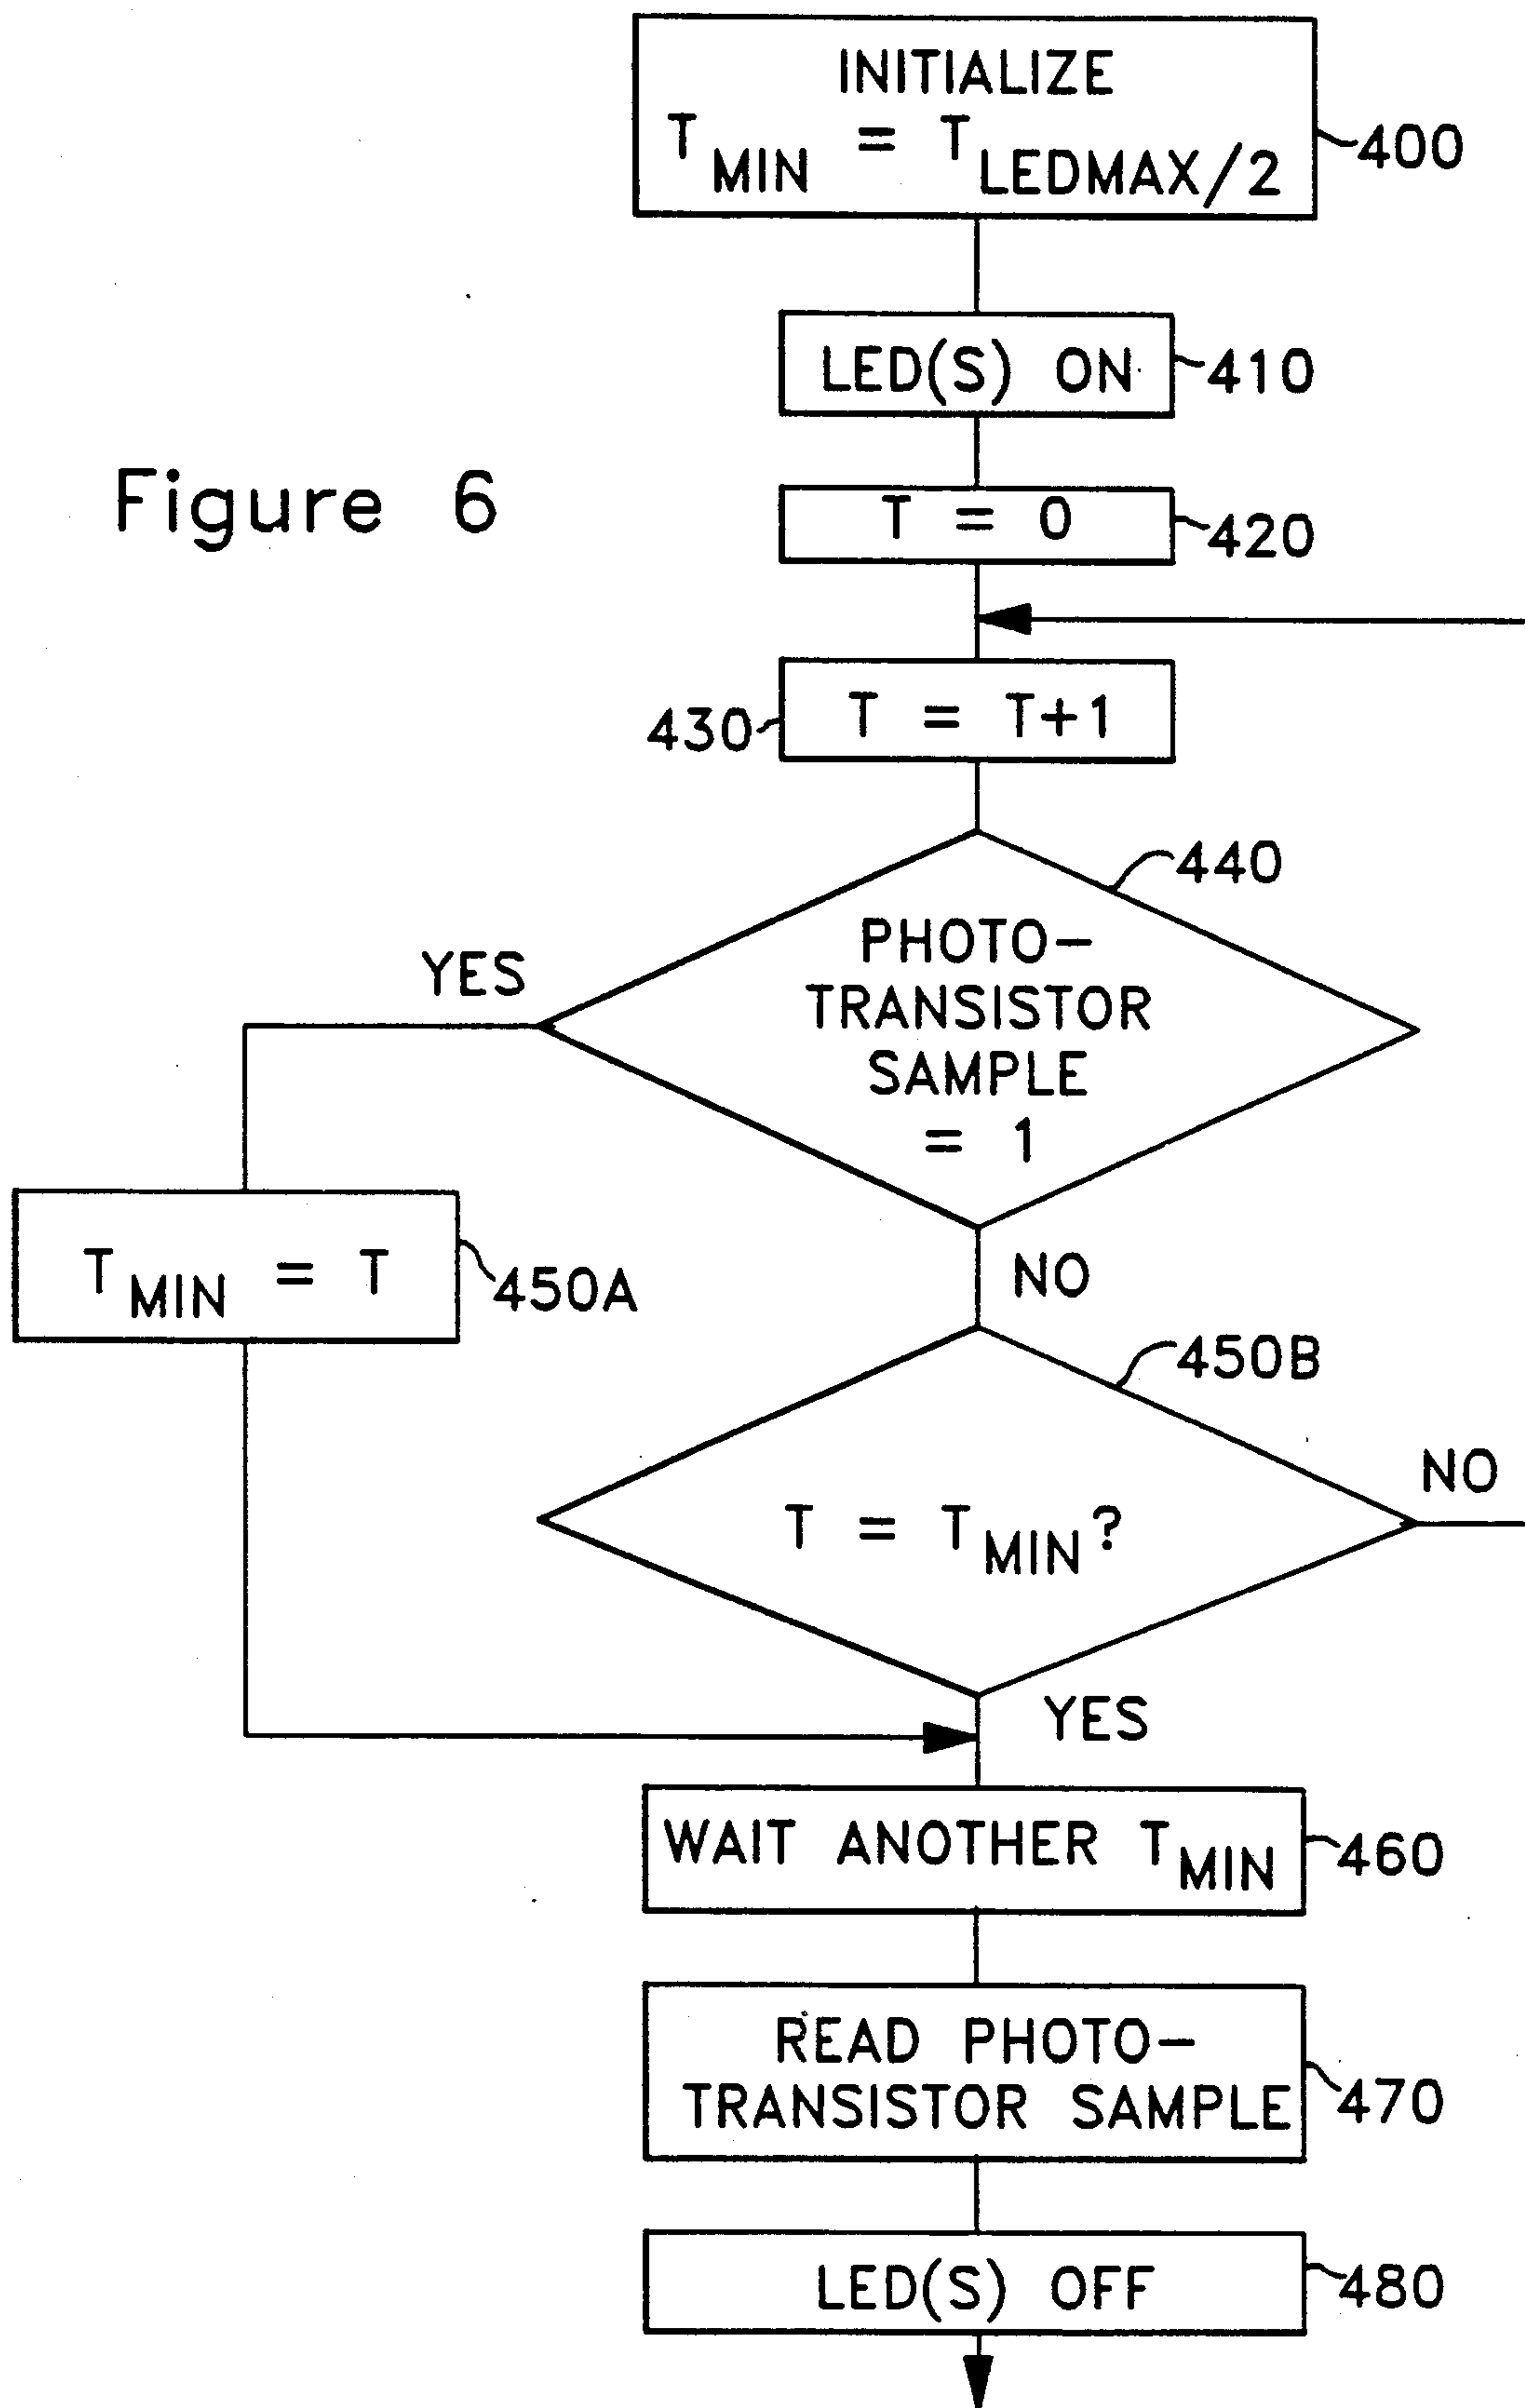 INITIALIZE
T MIN = T LEDMAX/2
400
LED(S) ON
410
Figure 6
T = 0
420
T = T+1
430
440
PHOTO-
TRANSISTOR
SAMPLE
= 1
YES
NO
T MIN = T
450A
450B
T = T MIN?
NO
YES
WAIT ANOTHER T MIN
460
READ PHOTO-
TRANSISTOR SAMPLE
470
LED(S) OFF
480